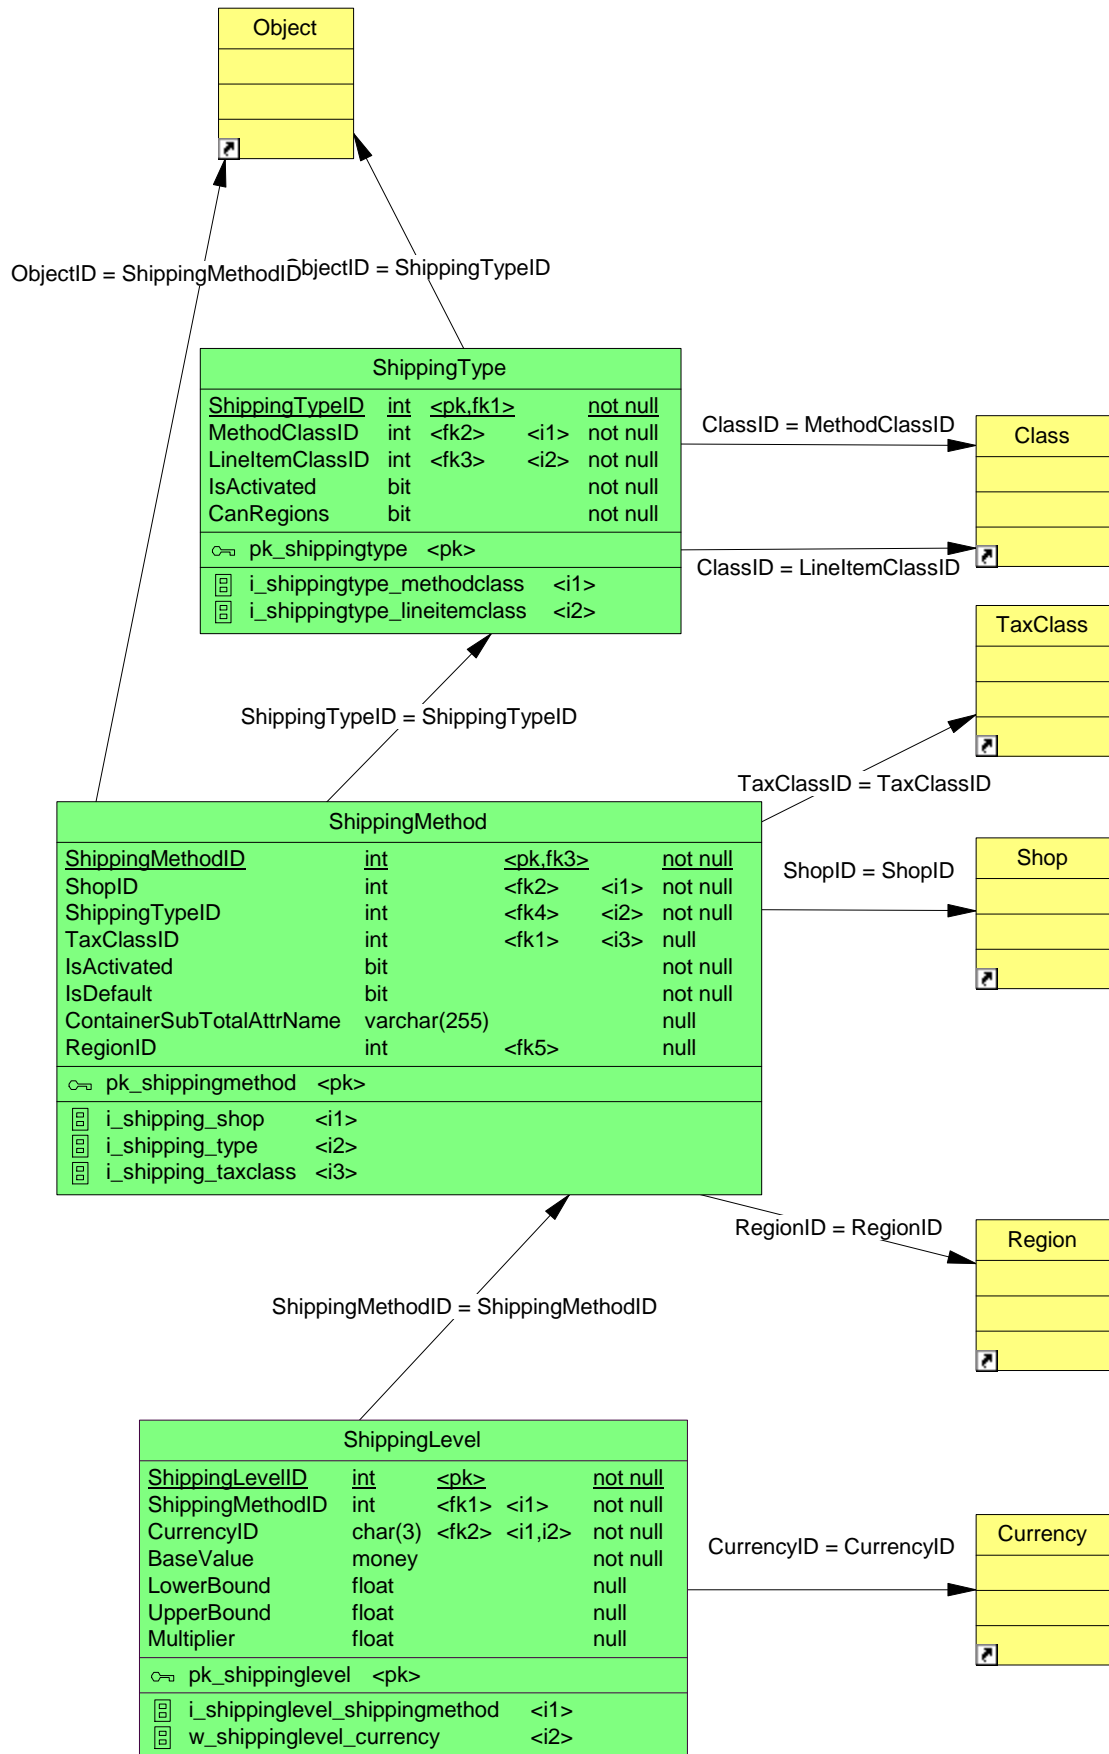 Object
ObjectID = ShippingMethodID
ObjectID = ShippingTypeID
ShippingType
ShippingTypeID int <pk,fk1> not null
MethodClassID int <fk2> <i1> not null
LineItemClassID int <fk3> <i2> not null
IsActivated bit not null
CanRegions bit not null
pk_shippingtype <pk>
i_shippingtype_methodclass <i1>
i_shippingtype_lineitemclass <i2>
ClassID = MethodClassID
Class
ClassID = LineItemClassID
TaxClass
ShippingTypeID = ShippingTypeID
TaxClassID = TaxClassID
ShippingMethod
ShippingMethodID int <pk,fk3> not null
ShopID int <fk2> <i1> not null
ShippingTypeID int <fk4> <i2> not null
TaxClassID int <fk1> <i3> null
IsActivated bit not null
IsDefault bit not null
ContainerSubTotalAttrName varchar(255) null
RegionID int <fk5> null
pk_shippingmethod <pk>
i_shipping_shop <i1>
i_shipping_type <i2>
i_shipping_taxclass <i3>
ShopID = ShopID
Shop
RegionID = RegionID
Region
ShippingMethodID = ShippingMethodID
ShippingLevel
ShippingLevelID int <pk> not null
ShippingMethodID int <fk1> <i1> not null
CurrencyID char(3) <fk2> <i1,i2> not null
BaseValue money not null
LowerBound float null
UpperBound float null
Multiplier float null
pk_shippinglevel <pk>
i_shippinglevel_shippingmethod <i1>
w_shippinglevel_currency <i2>
CurrencyID = CurrencyID
Currency